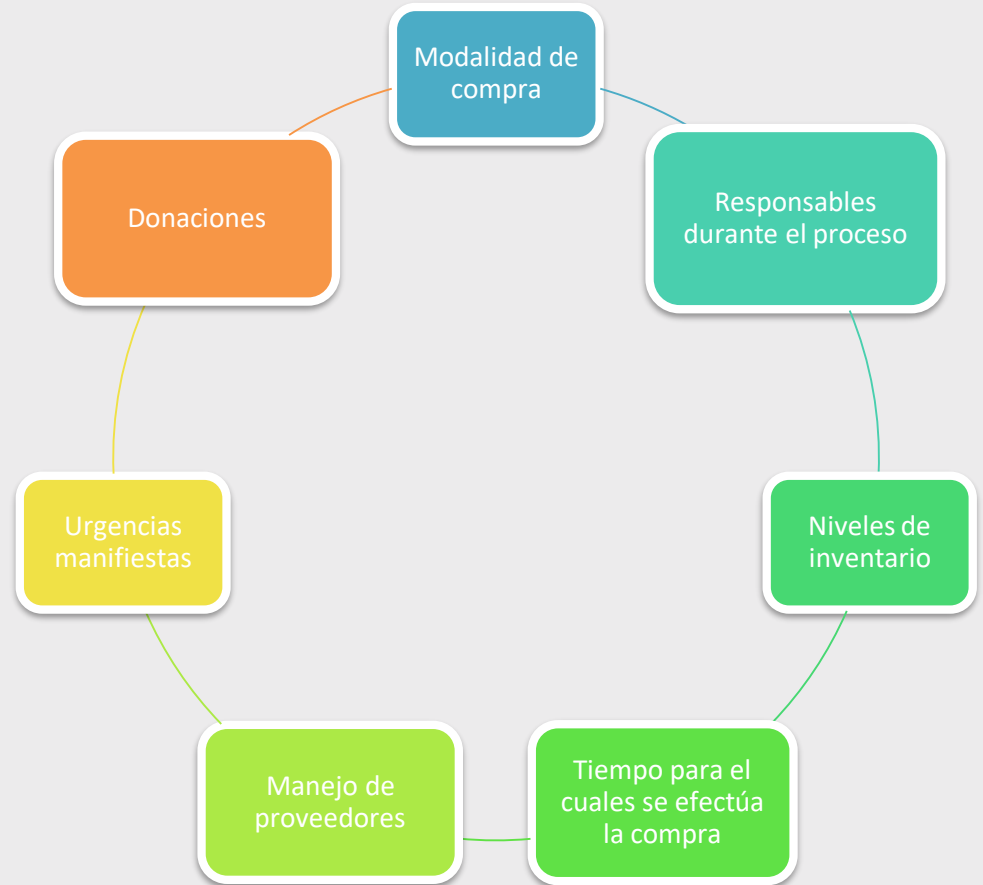 Modalidad de
compra
Responsables
durante el proceso
Niveles de
inventario
Tiempo para el
cuales se efectúa
la compra
Manejo de
proveedores
Urgencias
manifiestas
Donaciones